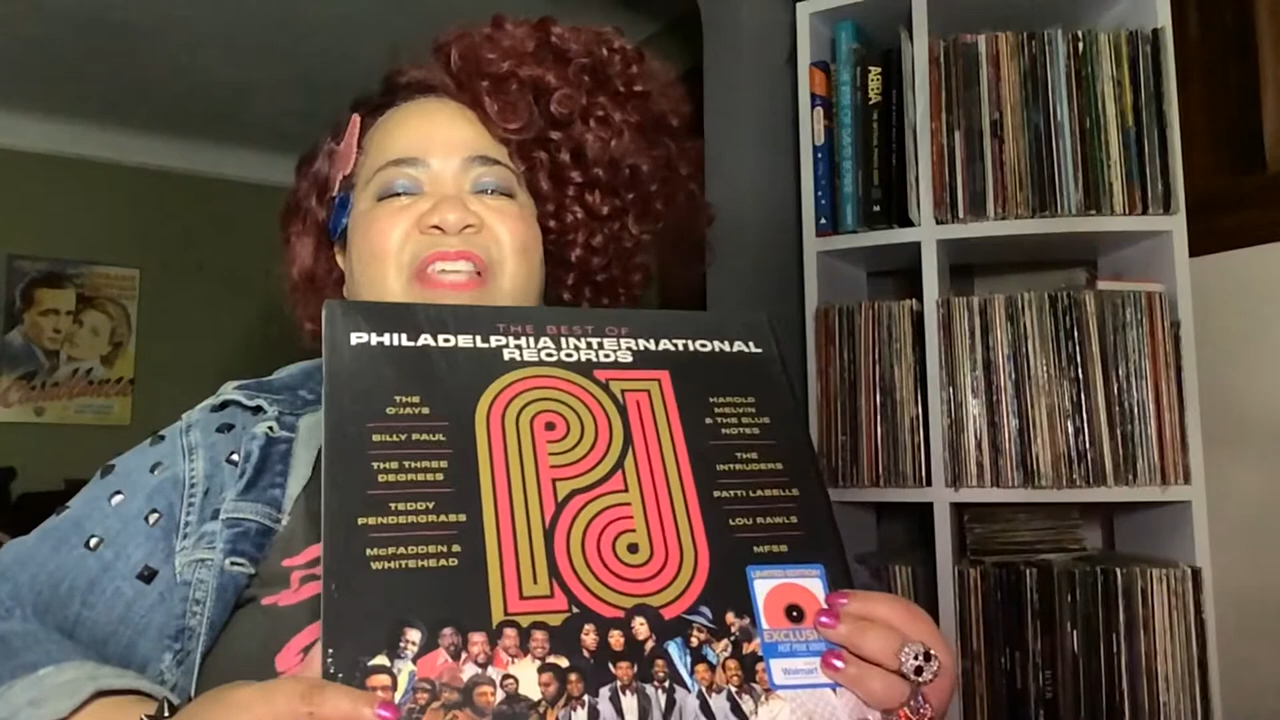 THE BEST OF
PHILADELPHIA INTERNATIONAL
RECORDS
THE
O'JAYS
BILLY PAUL
THE THREE
DEGREES
TEDDY
PENDERGRASS
McFADDEN &
WHITEHEAD
HAROLD
MELVIN
& THE BLUE
NOTES
THE
INTRUDERS
PATTI LABELLE
LOU RAWLS
MFSB
LIMITED EDITION
EXCLUSI
HOT PINK VINYL
Walmart
ABBA
Casablanca